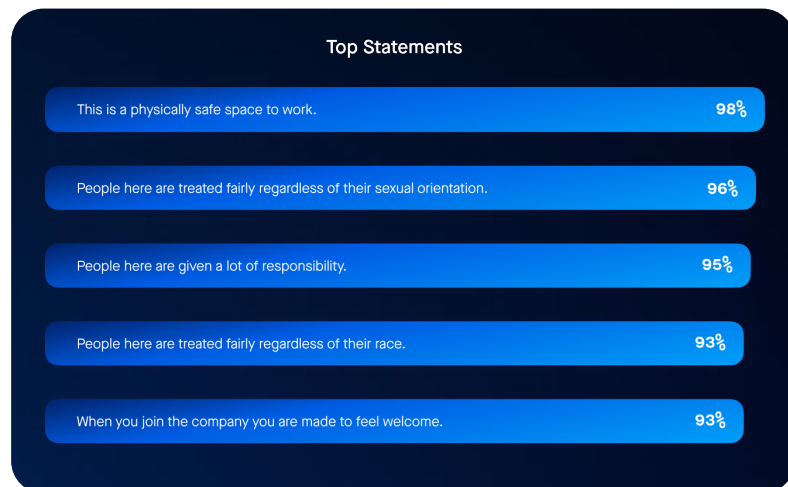 Top Statements
This is a physically safe space to work. 98%
People here are treated fairly regardless of their sexual orientation. 96%
People here are given a lot of responsibility. 95%
People here are treated fairly regardless of their race. 93%
When you join the company you are made to feel welcome. 93%